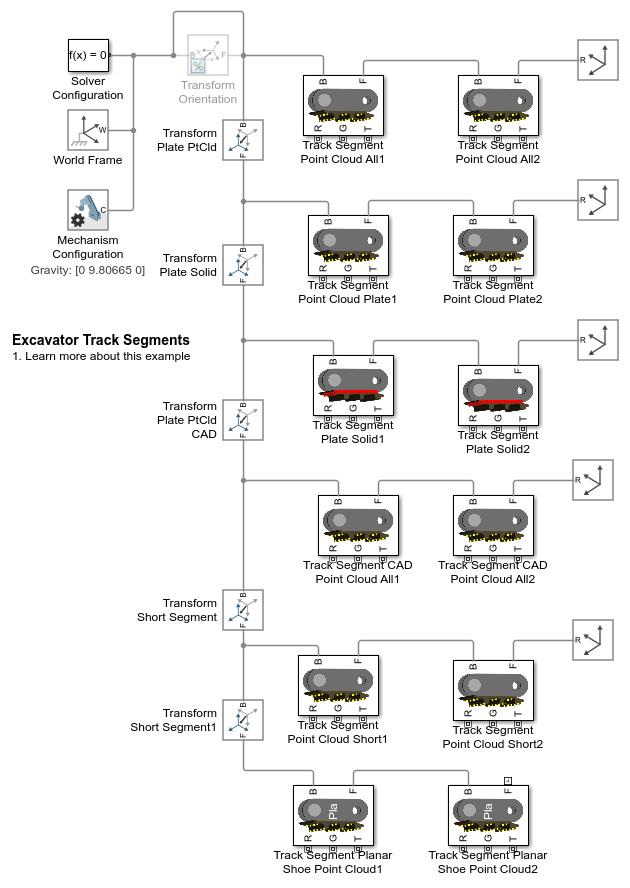 f(x) = 0
Solver
Configuration
R
%
F
Transform
Orientation
W
World Frame
C
Mechanism
Configuration
Gravity: [0 9.80665 0]
B
F
R
G
T
Track Segment
Point Cloud All1
B
F
R
G
T
Track Segment
Point Cloud All2
R
Transform
Plate PtCld
B
F
B
F
R
G
T
Track Segment
Point Cloud Plate1
B
F
R
G
T
Track Segment
Point Cloud Plate2
R
Transform
Plate Solid
B
F
Excavator Track Segments
1. Learn more about this example
B
F
R
G
T
Track Segment
Plate Solid1
B
F
R
G
T
Track Segment
Plate Solid2
R
Transform
Plate PtCld
CAD
B
F
B
F
R
G
T
Track Segment CAD
Point Cloud All1
B
F
R
G
T
Track Segment CAD
Point Cloud All2
R
Transform
Short Segment
B
F
B
F
R
G
T
Track Segment
Point Cloud Short1
B
F
R
G
T
Track Segment
Point Cloud Short2
R
Transform
Short Segment1
B
F
B
F
Pla
R
G
T
Track Segment Planar
Shoe Point Cloud1
B
F
Pla
R
G
T
Track Segment Planar
Shoe Point Cloud2